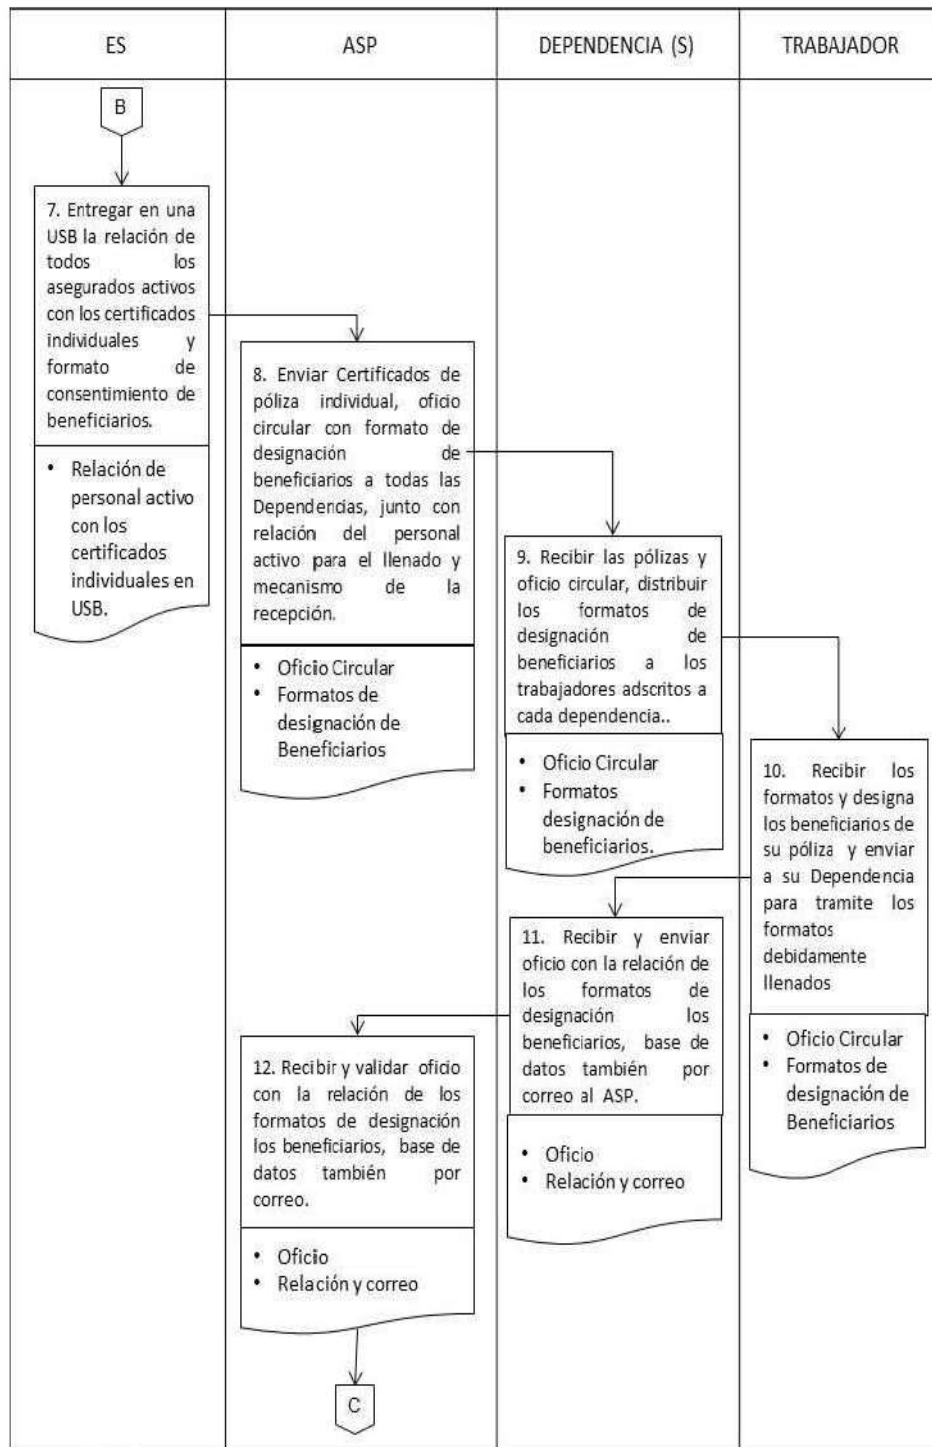 ES
ASP
DEPENDENCIA (S)
TRABAJADOR
B
7. Entregar en una
USB la relación de
todos los
asegurados activos
con los certificados
individuales y
formato de
consentimiento de
beneficiarios.
• Relación de
personal activo
con los
certificados
individuales en
USB.
8. Enviar Certificados de
póliza individual, oficio
circular con formato de
designación de
beneficiarios a todas las
Dependencias, junto con
relación del personal
activo para el llenado y
mecanismo de la
recepción.
• Oficio Circular
• Formatos de
designación de
Beneficiarios
9. Recibir las pólizas y
oficio circular, distribuir
los formatos de
designación de
beneficiarios a los
trabajadores adscritos a
cada dependencia..
• Oficio Circular
• Formatos
designación de
beneficiarios.
10. Recibir los
formatos y designa
los beneficiarios de
su póliza y enviar
a su Dependencia
para tramite los
formatos
debidamente
llenados
• Oficio Circular
• Formatos de
designación de
Beneficiarios
11. Recibir y enviar
oficio con la relación de
los formatos de
designación los
beneficiarios, base de
datos también por
correo al ASP.
• Oficio
• Relación y correo
12. Recibir y validar oficio
con la relación de los
formatos de designación
los beneficiarios, base de
datos también por
correo.
• Oficio
• Relación y correo
C